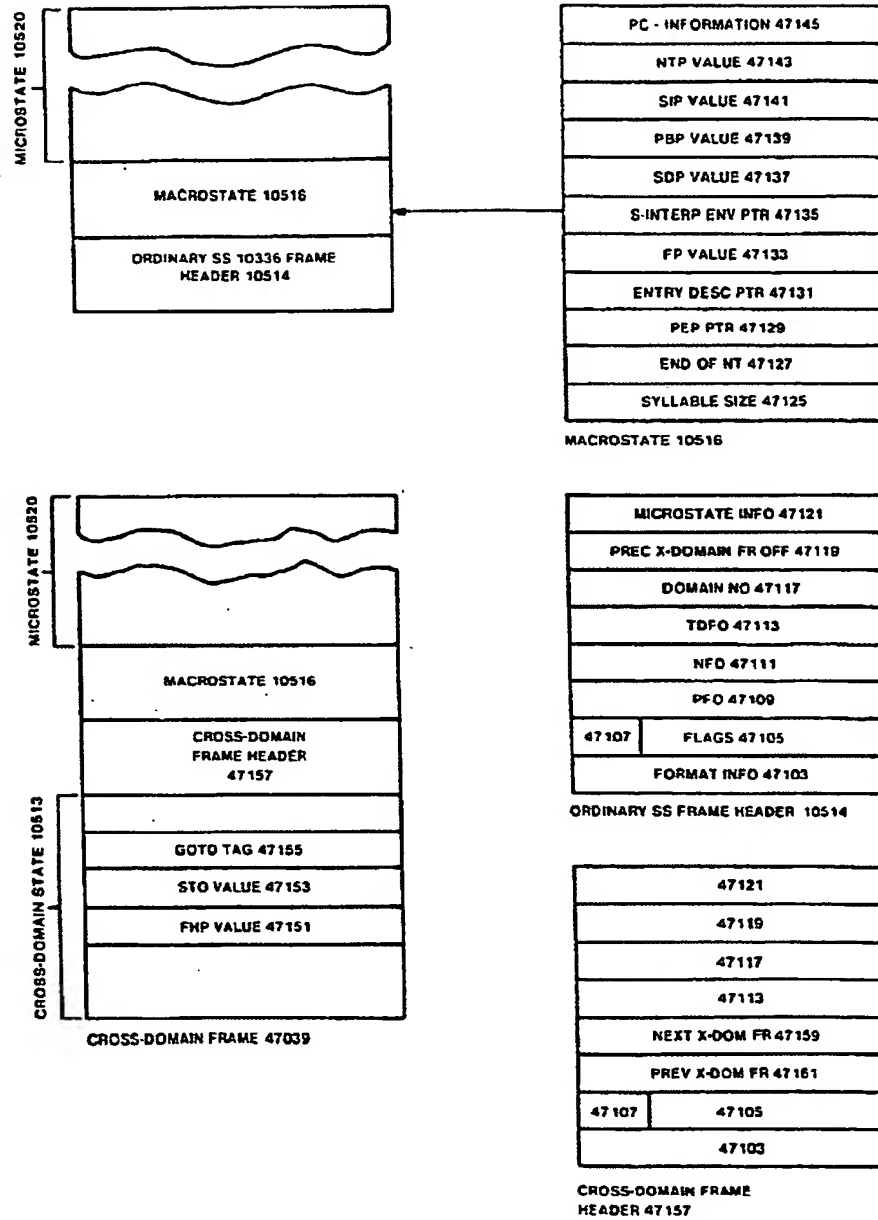 MICROSTATE 10520
MACROSTATE 10516
ORDINARY SS 10336 FRAME
HEADER 10514
PC - INFORMATION 47145
NTP VALUE 47143
SIP VALUE 47141
PBP VALUE 47139
SDP VALUE 47137
S-INTERP ENV PTR 47135
FP VALUE 47133
ENTRY DESC PTR 47131
PEP PTR 47129
END OF NT 47127
SYLLABLE SIZE 47125
MACROSTATE 10516
MICROSTATE 10520
MACROSTATE 10516
CROSS-DOMAIN
FRAME HEADER
47157
CROSS-DOMAIN STATE 10513
GOTO TAG 47155
STO VALUE 47153
FHP VALUE 47151
CROSS-DOMAIN FRAME 47039
MICROSTATE INFO 47121
PREC X-DOMAIN FR OFF 47119
DOMAIN NO 47117
TDFO 47113
NFO 47111
PFO 47109
47107 FLAGS 47105
FORMAT INFO 47103
ORDINARY SS FRAME HEADER 10514
47121
47119
47117
47113
NEXT X-DOM FR 47159
PREV X-DOM FR 47161
47107 47105
47103
CROSS-DOMAIN FRAME
HEADER 47157